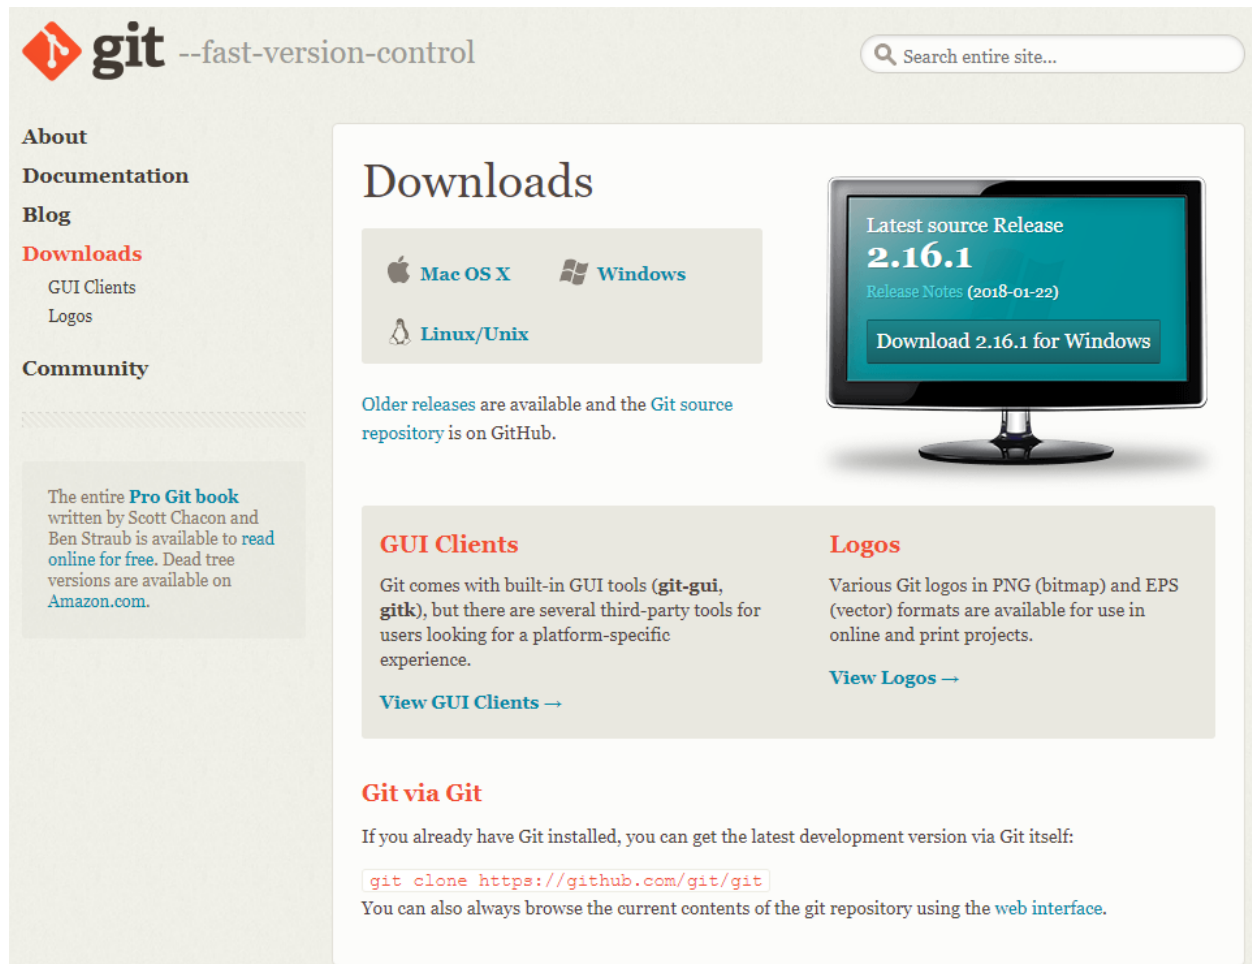 git --fast-version-control
Search entire site...
About
Documentation
Blog
Downloads
GUI Clients
Logos
Community
The entire Pro Git book
written by Scott Chacon and
Ben Straub is available to read
online for free. Dead tree
versions are available on
Amazon.com.
Downloads
Mac OS X
Windows
Linux/Unix
Older releases are available and the Git source
repository is on GitHub.
Latest source Release
2.16.1
Release Notes (2018-01-22)
Download 2.16.1 for Windows
GUI Clients
Git comes with built-in GUI tools (git-gui,
gitk), but there are several third-party tools for
users looking for a platform-specific
experience.
View GUI Clients →
Logos
Various Git logos in PNG (bitmap) and EPS
(vector) formats are available for use in
online and print projects.
View Logos →
Git via Git
If you already have Git installed, you can get the latest development version via Git itself:
git clone https://github.com/git/git
You can also always browse the current contents of the git repository using the web interface.